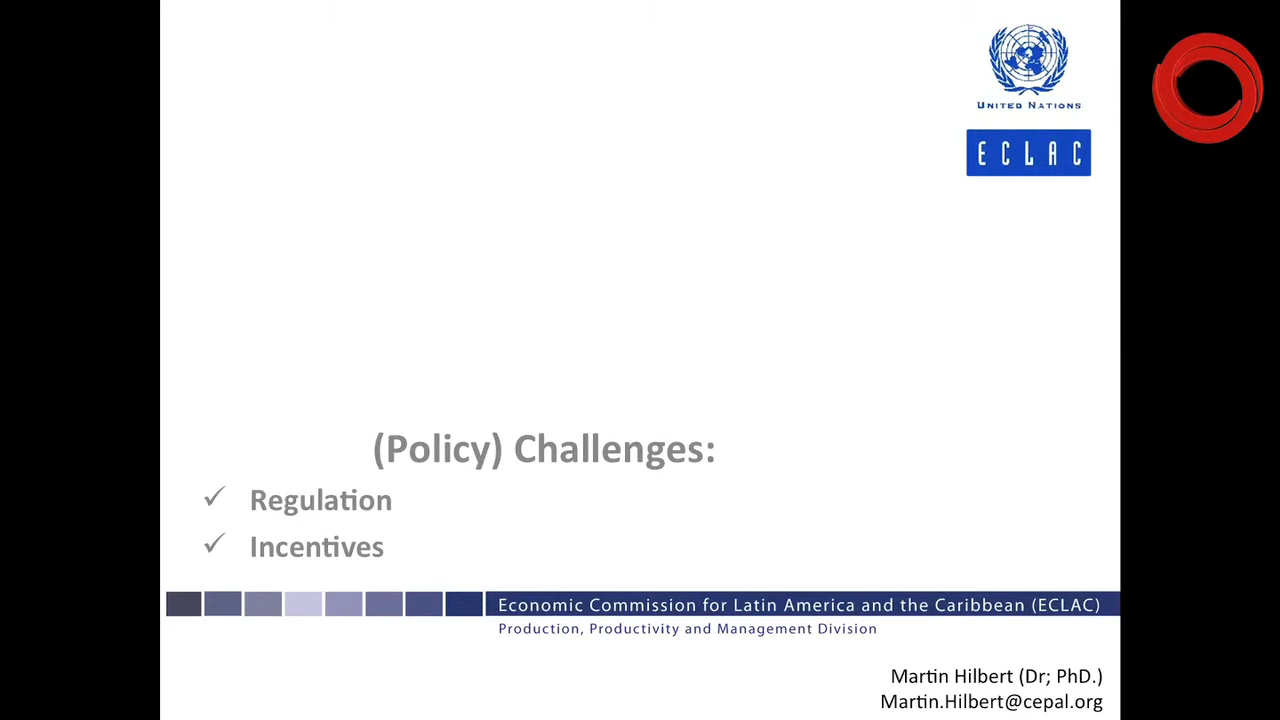 UNITED NATIONS
ECLAC
(Policy) Challenges:
✓ Regulation
✓ Incentives
Economic Commission for Latin America and the Caribbean (ECLAC)
Production, Productivity and Management Division
Martin Hilbert (Dr; PhD.)
Martin.Hilbert@cepal.org